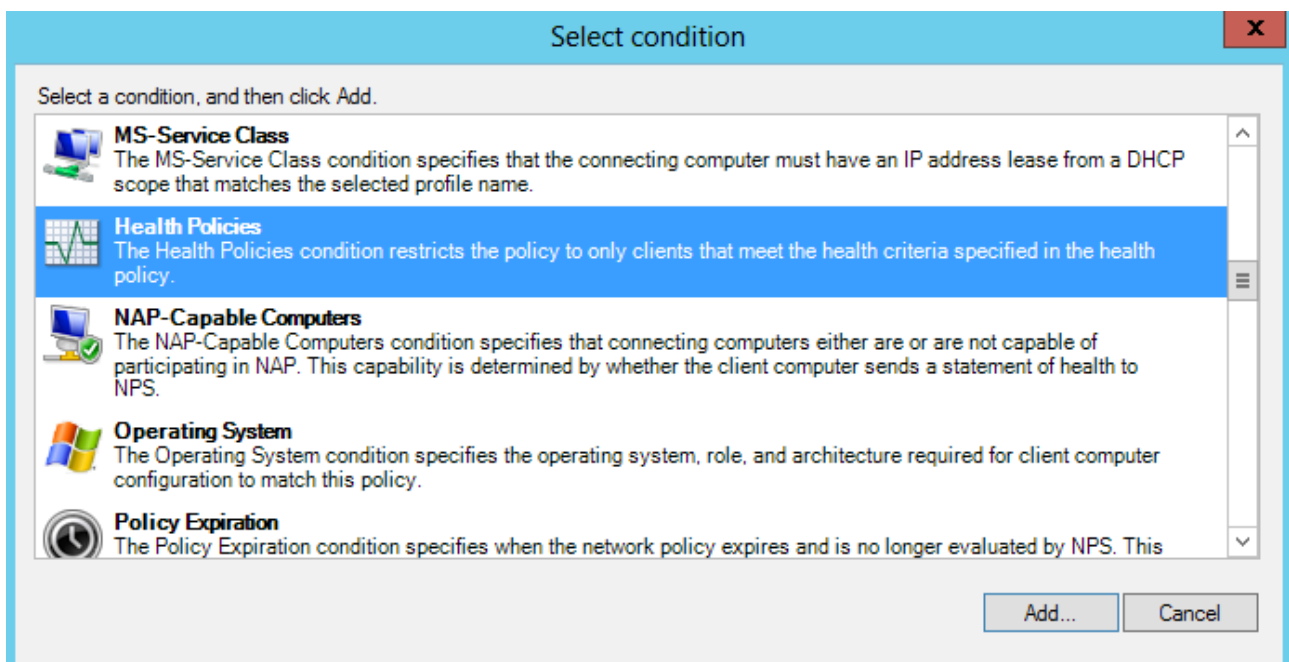 Select condition
x
Select a condition, and then click Add.
MS-Service Class
The MS-Service Class condition specifies that the connecting computer must have an IP address lease from a DHCP
scope that matches the selected profile name.
Health Policies
The Health Policies condition restricts the policy to only clients that meet the health criteria specified in the health
policy.
NAP-Capable Computers
The NAP-Capable Computers condition specifies that connecting computers either are or are not capable of
participating in NAP. This capability is determined by whether the client computer sends a statement of health to
NPS.
Operating System
The Operating System condition specifies the operating system, role, and architecture required for client computer
configuration to match this policy.
Policy Expiration
The Policy Expiration condition specifies when the network policy expires and is no longer evaluated by NPS. This
Add... Cancel